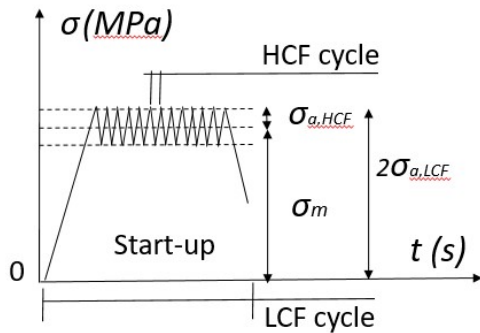 σ(MPa)
HCF cycle
σa,HCF
2σa,LCF
σm
Start-up
0
t (s)
LCF cycle